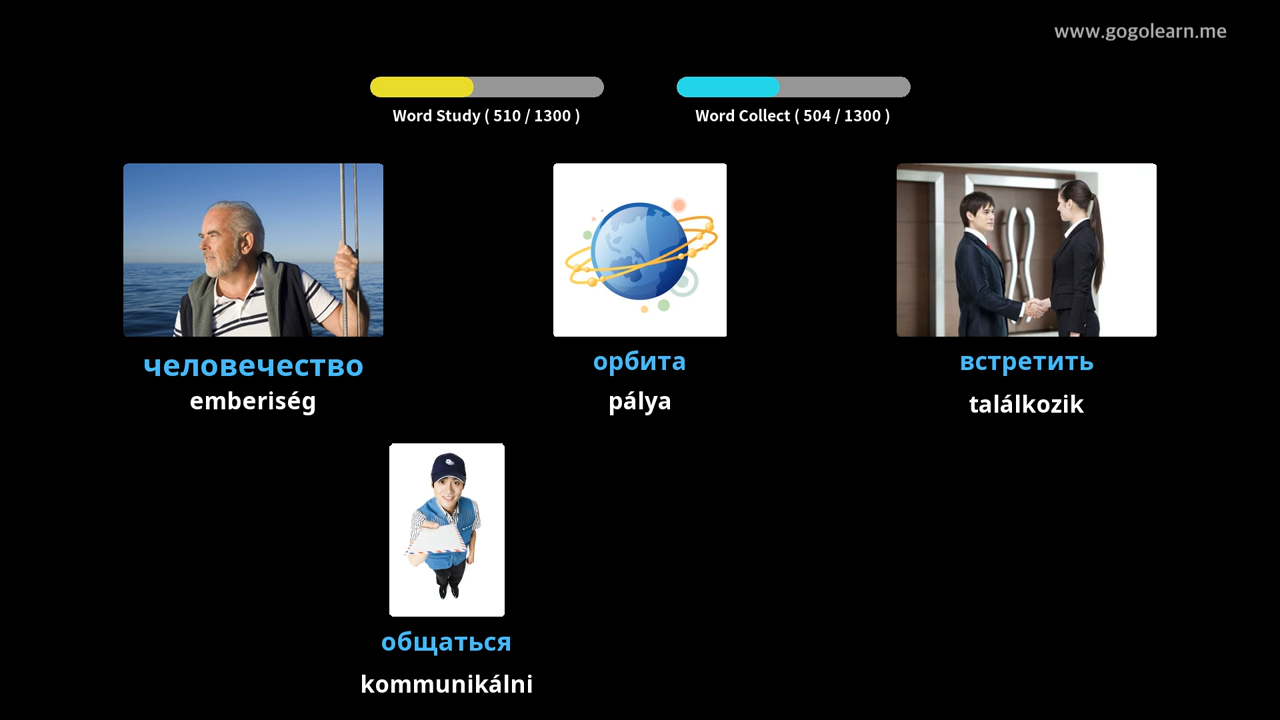 www.gogolearn.me
Word Study ( 510 / 1300 )
Word Collect ( 504 / 1300 )
человечество
emberiség
орбита
pálya
встретить
találkozik
общаться
kommunikálni